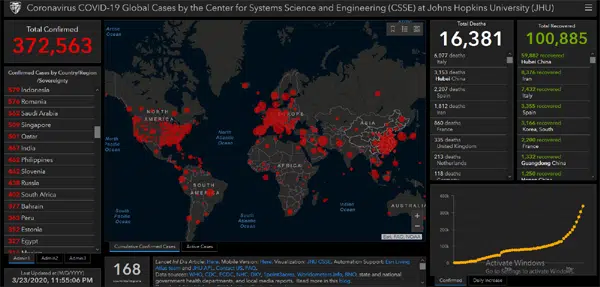 Coronavirus COVID-19 Global Cases by the Center for Systems Science and Engineering (CSSE) at Johns Hopkins University (JHU)
Total Confirmed
372,563
Confirmed Cases by Country/Region
/Sovereignty
579 Indonesia
576 Romania
562 Saudi Arabia
509 Singapore
501 Qatar
467 India
462 Philippines
442 Slovenia
438 Russia
402 South Africa
377 Bahrain
363 Peru
352 Estonia
327 Egypt
Mexico
Admin0
Admin1
Admin2
Last Updated at (M/D/YYYY)
3/23/2020, 11:55:06 PM
NORTH
AMERICA
North
Atlantic
Ocean
EUROPE
ASIA
AFRICA
SOUTH
AMERICA
South
Pacific
Ocean
South
Atlantic
Ocean
Indian
Ocean
+
−
Esri, FAO, NOAA
Cumulative Confirmed Cases
Active Cases
168
countries/regions
Lancet Inf Dis Article: Here. Mobile Version: Here. Visualization: JHU CSSE. Automation Support: Esri Living
Atlas team and JHU APL. Contact US. FAQ.
Data sources: WHO, CDC, ECDC, NHC, DXY, 1point3acres, Worldometers.info, BNO, state and national
government health departments, and local media reports. Read more in this blog.
Total Deaths
16,381
6,077 deaths
Italy
3,153 deaths
Hubei China
2,207 deaths
Spain
1,812 deaths
Iran
860 deaths
France
335 deaths
United Kingdom
213 deaths
Netherlands
118 deaths
Germany
Total Recovered
100,885
59,882 recovered
Hubei China
8,376 recovered
Iran
7,432 recovered
Italy
3,355 recovered
Spain
3,166 recovered
Korea, South
2,200 recovered
France
1,332 recovered
Guangdong China
1,250 recovered
Henan China
400k
200k
0
Activate Windows
Go to Settings to activate Windows.
Confirmed
Daily Increase